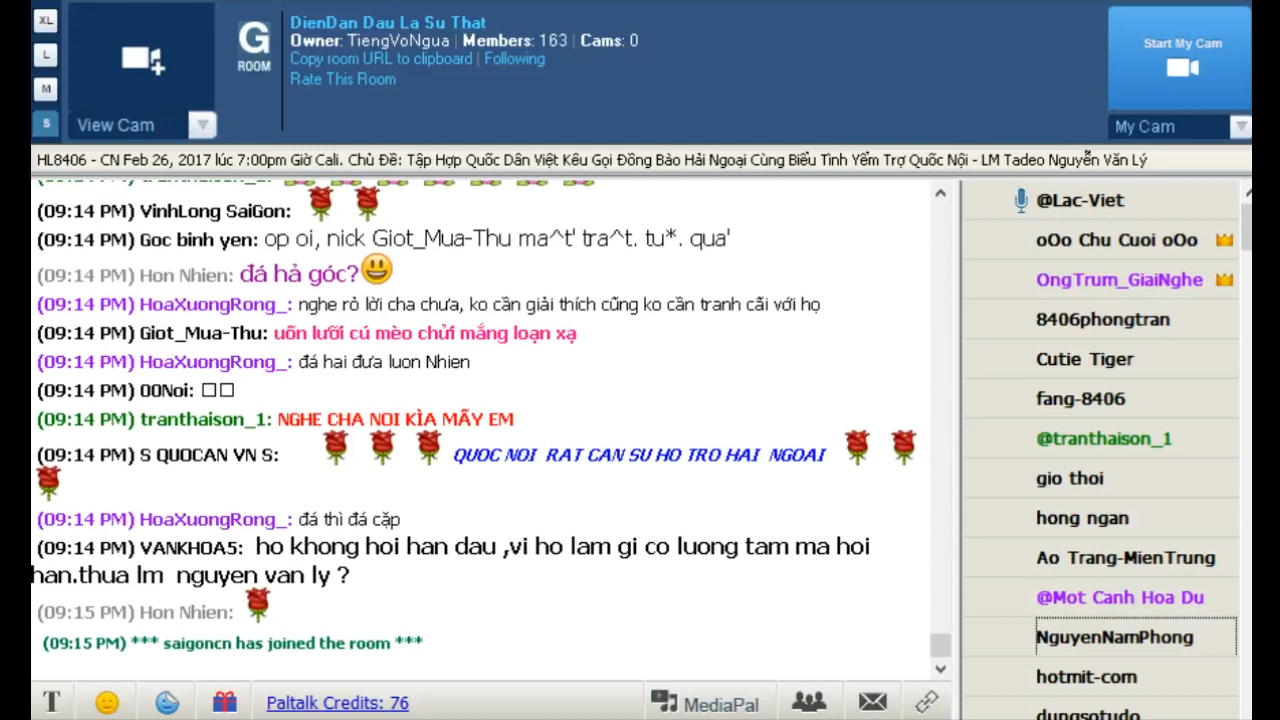 XL
L
M
S
View Cam
G
ROOM
DienDan Dau La Su That
Owner: TiengVoNgua | Members: 163 | Cams: 0
Copy room URL to clipboard | Following
Rate This Room
Start My Cam
My Cam
HL8406 - CN Feb 26, 2017 lúc 7:00pm Giờ Cali. Chủ Đề: Tập Hợp Quốc Dân Việt Kêu Gọi Đồng Bào Hải Ngoại Cùng Biểu Tình Yểm Trợ Quốc Nội - LM Tadeo Nguyễn Văn Lý
(09:14 PM) VinhLong SaiGon:
(09:14 PM) Goc binh yen: op oi, nick Giot_Mua-Thu ma^t' tra^t. tu*. qua'
(09:14 PM) Hon Nhien: đá hả góc?
(09:14 PM) HoaXuongRong_: nghe rỏ lời cha chưa, ko cần giải thích cũng ko cần tranh cãi với họ
(09:14 PM) Giot_Mua-Thu: uốn lưỡi cú mèo chửi mắng loạn xạ
(09:14 PM) HoaXuongRong_: đá hai đưa luon Nhien
(09:14 PM) 00Noi: □□
(09:14 PM) tranthaison_1: NGHE CHA NOI KÌA MẤY EM
(09:14 PM) S QUOCAN VN S: QUOC NOI RAT CAN SU HO TRO HAI NGOAI
(09:14 PM) HoaXuongRong_: đá thì đá cặp
(09:14 PM) VANKHOA5: ho khong hoi han dau ,vi ho lam gi co luong tam ma hoi
han.thua lm nguyen van ly ?
(09:15 PM) Hon Nhien:
(09:15 PM) *** saigoncn has joined the room ***
@Lac-Viet
oOo Chu Cuoi oOo
OngTrum_GiaiNghe
8406phongtran
Cutie Tiger
fang-8406
@tranthaison_1
gio thoi
hong ngan
Ao Trang-MienTrung
@Mot Canh Hoa Du
NguyenNamPhong
hotmit-com
dungsotudo
T
Paltalk Credits: 76
MediaPal